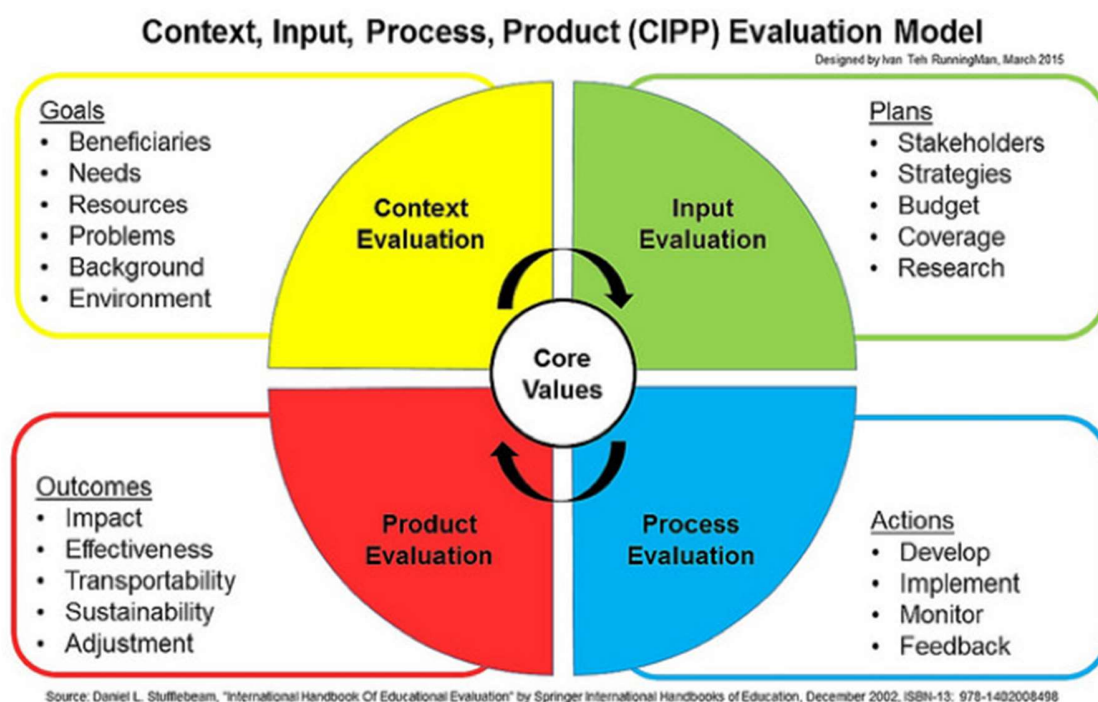 Context, Input, Process, Product (CIPP) Evaluation Model
Designed by Ivan Teh RunningMan, March 2015
Goals
• Beneficiaries
• Needs
• Resources
• Problems
• Background
• Environment
Context
Evaluation
Input
Evaluation
Plans
• Stakeholders
• Strategies
• Budget
• Coverage
• Research
Core
Values
Outcomes
• Impact
• Effectiveness
• Transportability
• Sustainability
• Adjustment
Product
Evaluation
Process
Evaluation
Actions
• Develop
• Implement
• Monitor
• Feedback
Source: Daniel L. Stufflebeam, "International Handbook Of Educational Evaluation" by Springer International Handbooks of Education, December 2002, ISBN-13: 978-1402008498